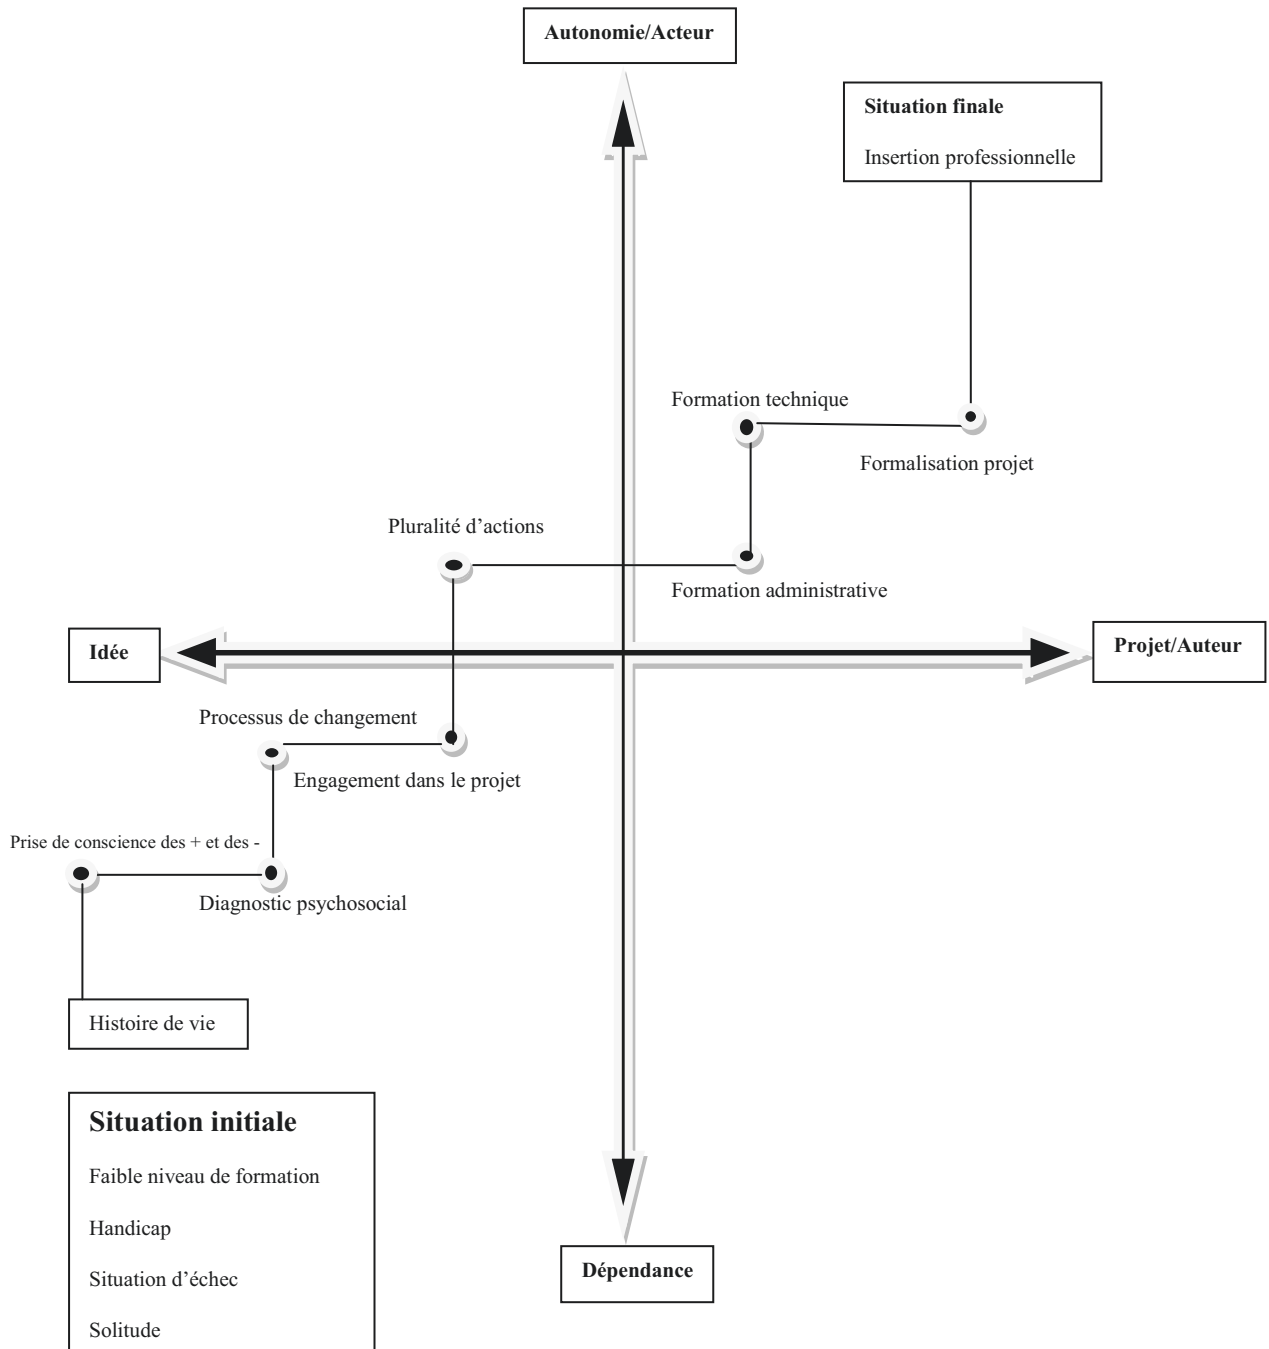 Autonomie/Acteur
Situation finale
Insertion professionnelle
Formation technique
Formalisation projet
Pluralité d’actions
Formation administrative
Idée
Projet/Auteur
Processus de changement
Engagement dans le projet
Prise de conscience des + et des -
Diagnostic psychosocial
Histoire de vie
Situation initiale
Faible niveau de formation
Handicap
Situation d’échec
Solitude
Dépendance